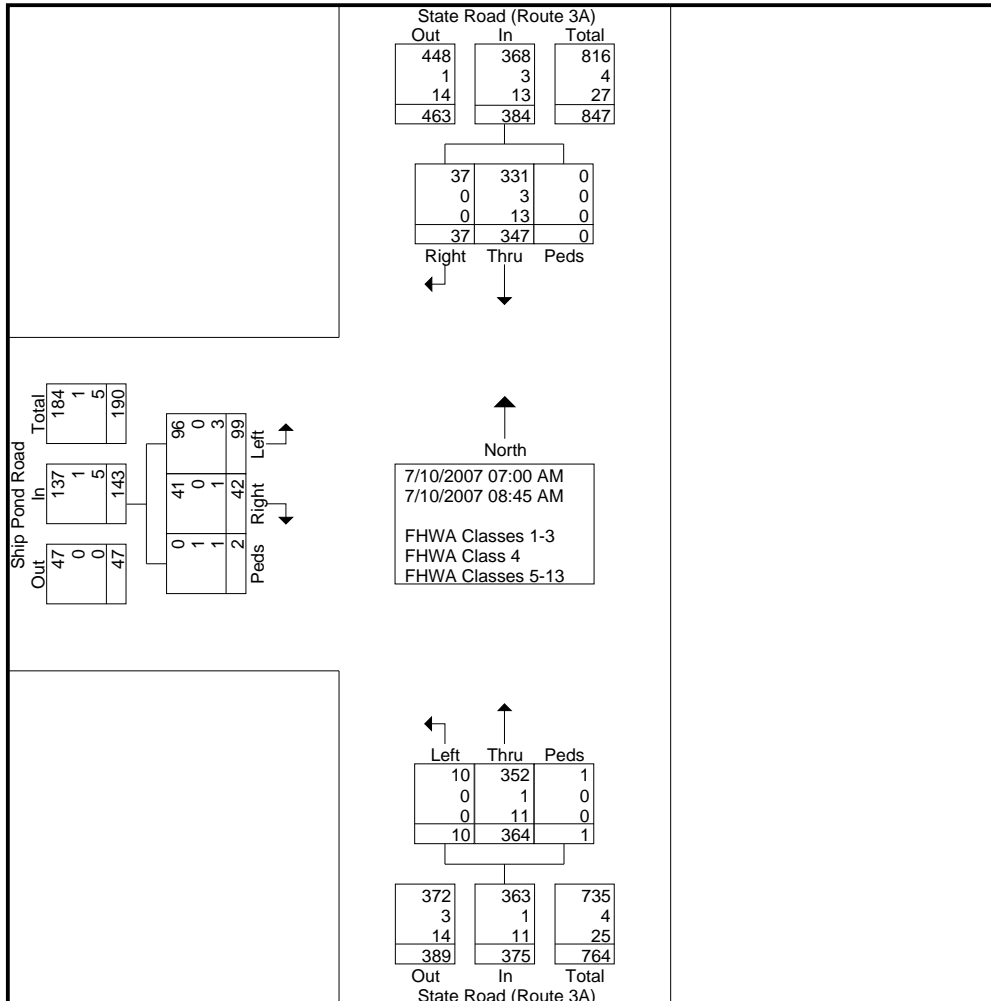 State Road (Route 3A)
Out In Total
448 368 816
1 3 4
14 13 27
463 384 847
37 331 0
0 3 0
0 13 0
37 347 0
Right Thru Peds
Ship Pond Road
Total
184 1 5 190
In
137 1 5 143
Out
47 0 0 47
96 0 3 99
Left
41 0 1 42
Right
0 1 1 2
Peds
North
7/10/2007 07:00 AM
7/10/2007 08:45 AM
FHWA Classes 1-3
FHWA Class 4
FHWA Classes 5-13
Left Thru Peds
10 352 1
0 1 0
0 11 0
10 364 1
372 363 735
3 1 4
14 11 25
389 375 764
Out In Total
State Road (Route 3A)